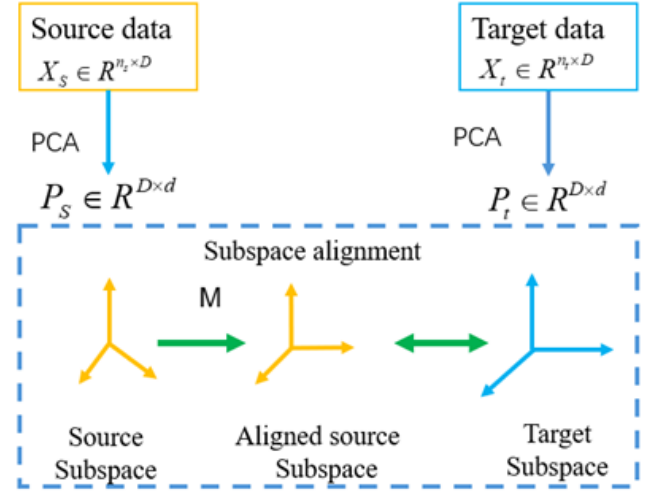 Source data
X_S ∈ R^{n_s×D}
Target data
X_t ∈ R^{n_t×D}
PCA
PCA
P_S ∈ R^{D×d}
P_t ∈ R^{D×d}
Subspace alignment
M
Source
Subspace
Aligned source
Subspace
Target
Subspace